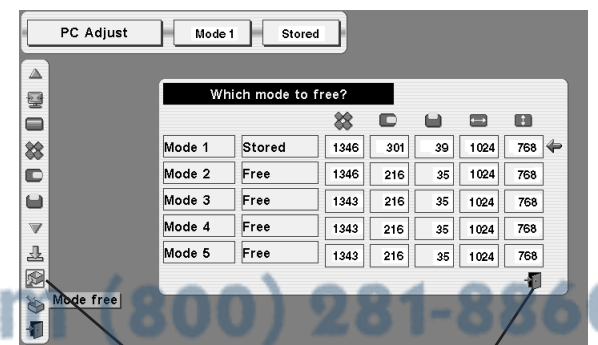 PC Adjust Mode 1 Stored
Which mode to free?
Mode 1 Stored 1346 301 39 1024 768
Mode 2 Free 1346 216 35 1024 768
Mode 3 Free 1343 216 35 1024 768
Mode 4 Free 1343 216 35 1024 768
Mode 5 Free 1343 216 35 1024 768
Mode free
(800) 281-886